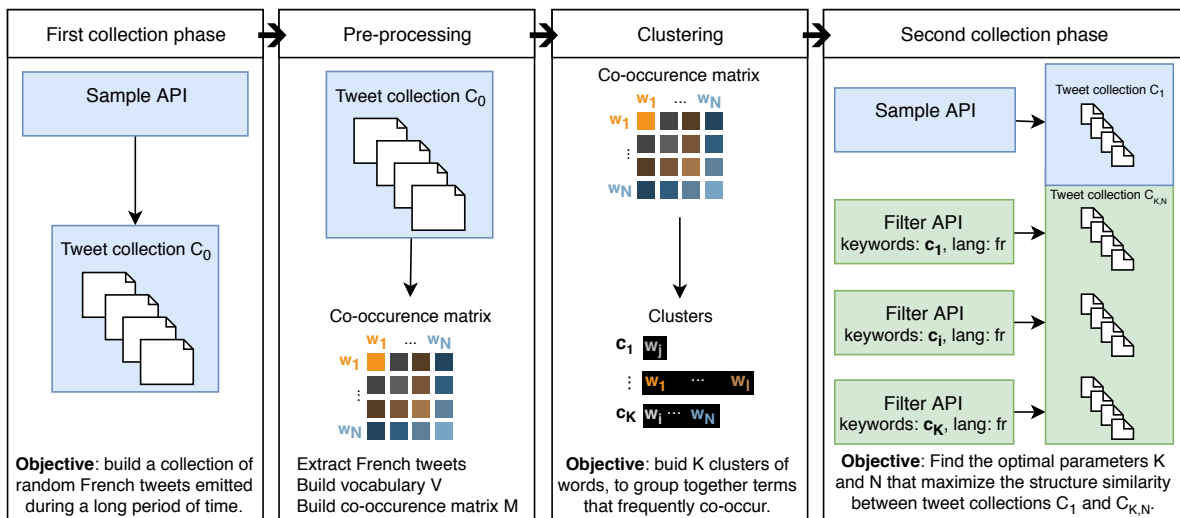 First collection phase
Sample API
Tweet collection C₀
Objective: build a collection of
random French tweets emitted
during a long period of time.
Pre-processing
Tweet collection C₀
Co-occurence matrix
w₁ ... wN
w₁
⋮
wN
Extract French tweets
Build vocabulary V
Build co-occurence matrix M
Clustering
Co-occurence matrix
w₁ ... wN
w₁
⋮
wN
Clusters
c₁ wⱼ
⋮ w₁ ... wl
cK wᵢ ... wN
Objective: buid K clusters of
words, to group together terms
that frequently co-occur.
Second collection phase
Sample API
Tweet collection C₁
Tweet collection CK,N
Filter API
keywords: c₁, lang: fr
Filter API
keywords: cᵢ, lang: fr
Filter API
keywords: cK, lang: fr
Objective: Find the optimal parameters K
and N that maximize the structure similarity
between tweet collections C₁ and CK,N.